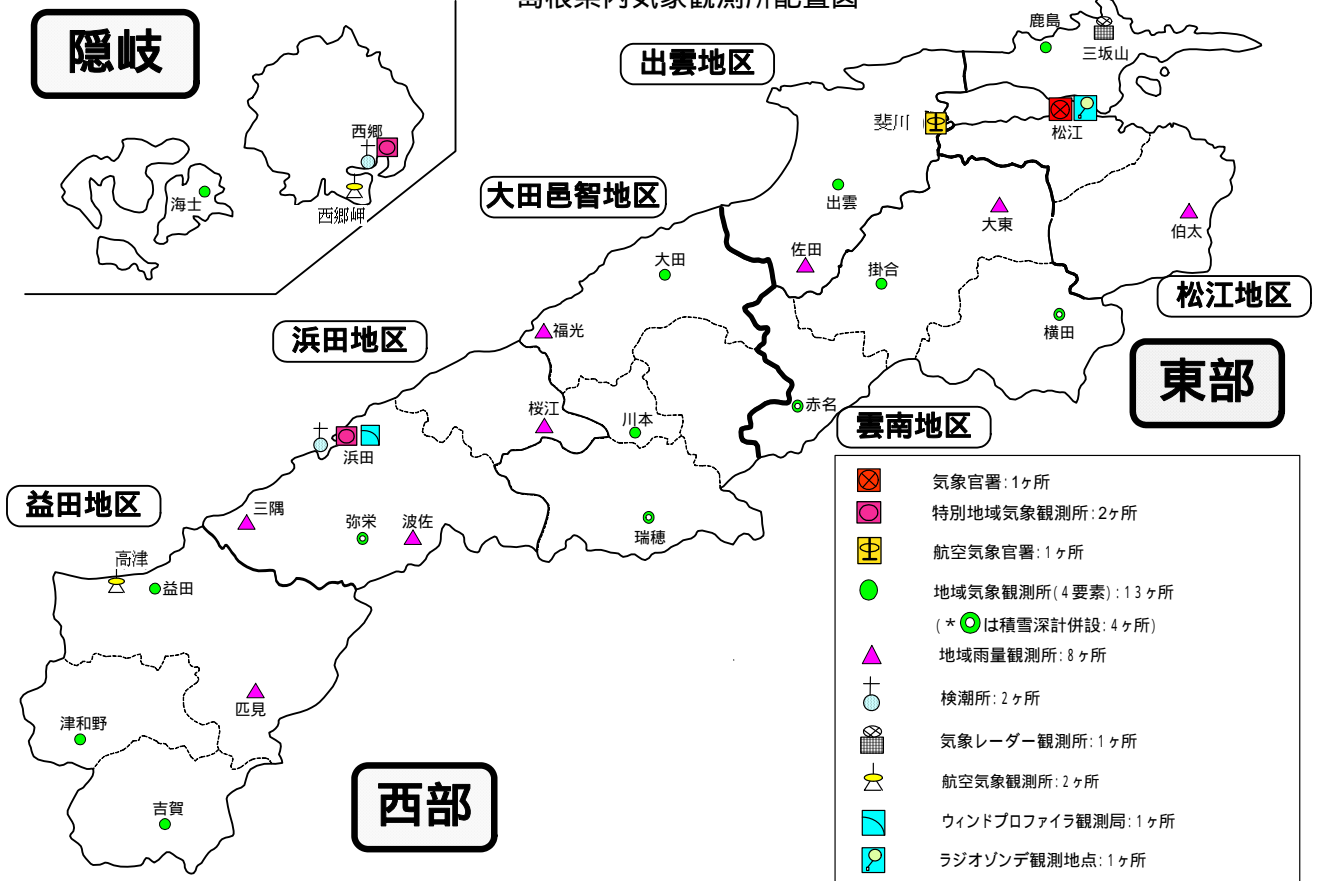 島根県内気象観測所配置図
隠岐
西郷
海士
西郷岬
出雲地区
鹿島
三坂山
斐川
松江
大田邑智地区
出雲
大東
伯太
佐田
掛合
大田
松江地区
横田
福光
浜田地区
東部
桜江
川本
赤名
雲南地区
浜田
益田地区
三隅
弥栄
波佐
瑞穂
高津
益田
匹見
津和野
吉賀
西部
気象官署:1ヶ所
特別地域気象観測所:2ヶ所
航空気象官署:1ヶ所
地域気象観測所(4要素):13ヶ所
(*は積雪深計併設:4ヶ所)
地域雨量観測所:8ヶ所
検潮所:2ヶ所
気象レーダー観測所:1ヶ所
航空気象観測所:2ヶ所
ウィンドプロファイラ観測局:1ヶ所
ラジオゾンデ観測地点:1ヶ所